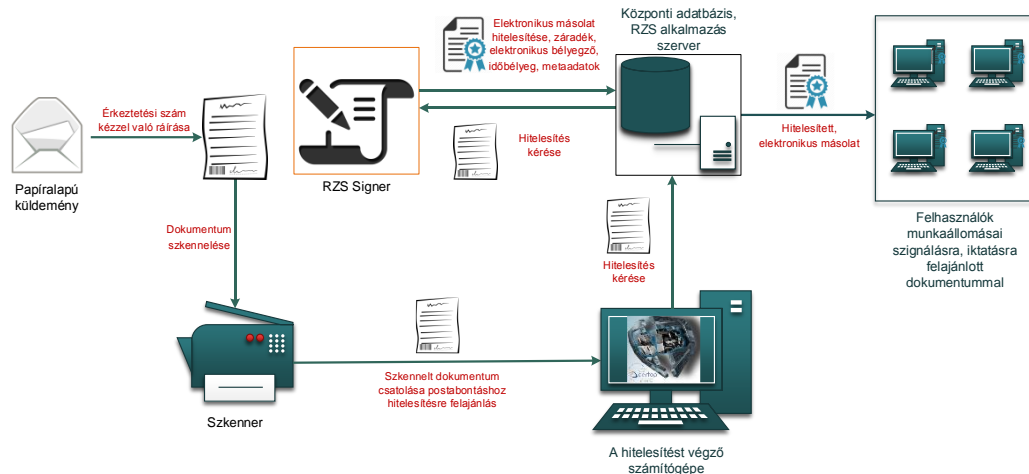 Elektronikus másolat
hitelesítése, záradék,
elektronikus bélyegző,
időbélyeg, metaadatok
Központi adatbázis,
RZS alkalmazás
szerver
Érkeztetési szám
kézzel való ráírása
Papíralapú
küldemény
RZS Signer
Hitelesítés
kérése
Hitelesített,
elektronikus másolat
Felhasználók
munkaállomásai
szignálásra, iktatásra
felajánlott
dokumentummal
Dokumentum
szkennelése
Hitelesítés
kérése
Szkenner
Szkennelt dokumentum
csatolása postabontáshoz
hitelesítésre felajánlás
certop
A hitelesítést végző
számítógépe